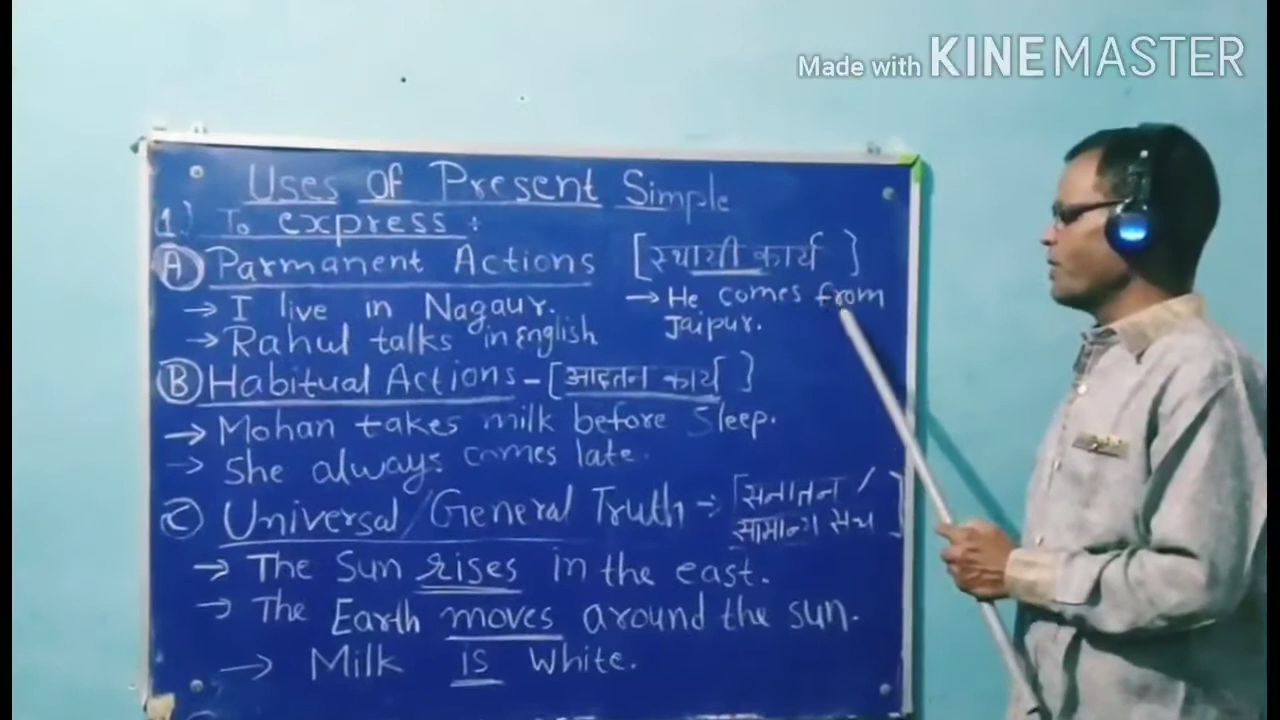 Made with KINEMASTER
Uses of Present Simple
1) To express :
(A) Parmanent Actions [स्थायी कार्य]
→ I live in Nagaur. → He comes from
→ Rahul talks in English Jaipur.
(B) Habitual Actions - [आदतन कार्य]
→ Mohan takes milk before Sleep.
→ She always comes late.
(C) Universal/General Truth → [सनातन /
सामान्य सत्य]
→ The Sun rises in the east.
→ The Earth moves around the sun.
→ Milk is White.